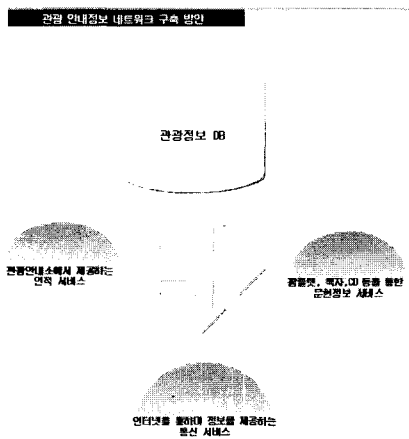 관광 안내정보 네트워크 구축 방안
관광정보 DB
관광안내소에서 제공하는
인적 서비스
팜플렛, 책자,CD 등을 통한
문헌정보 서비스
인터넷을 통하여 정보를 제공하는
통신 서비스